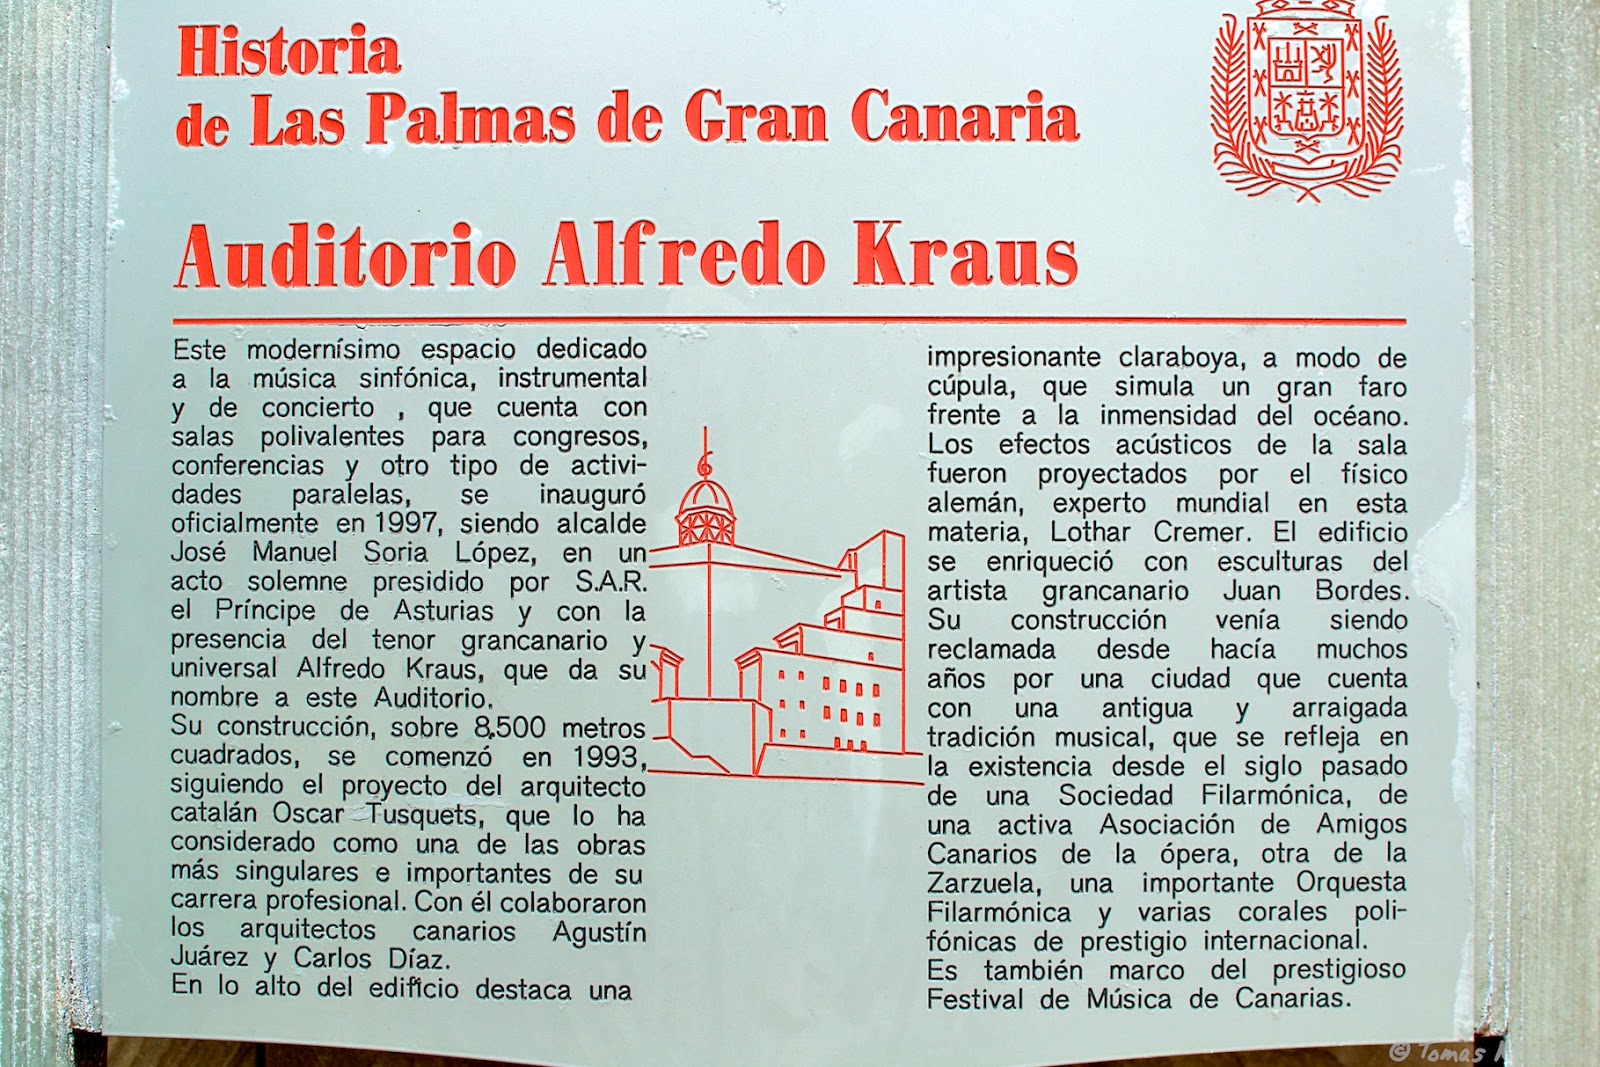 Historia
de Las Palmas de Gran Canaria
Auditorio Alfredo Kraus
Este modernísimo espacio dedicado
a la música sinfónica, instrumental
y de concierto , que cuenta con
salas polivalentes para congresos,
conferencias y otro tipo de activi-
dades paralelas, se inauguró
oficialmente en 1997, siendo alcalde
José Manuel Soria López, en un
acto solemne presidido por S.A.R.
el Príncipe de Asturias y con la
presencia del tenor grancanario y
universal Alfredo Kraus, que da su
nombre a este Auditorio.
Su construcción, sobre 8.500 metros
cuadrados, se comenzó en 1993,
siguiendo el proyecto del arquitecto
catalán Oscar Tusquets, que lo ha
considerado como una de las obras
más singulares e importantes de su
carrera profesional. Con él colaboraron
los arquitectos canarios Agustín
Juárez y Carlos Díaz.
En lo alto del edificio destaca una
impresionante claraboya, a modo de
cúpula, que simula un gran faro
frente a la inmensidad del océano.
Los efectos acústicos de la sala
fueron proyectados por el físico
alemán, experto mundial en esta
materia, Lothar Cremer. El edificio
se enriqueció con esculturas del
artista grancanario Juan Bordes.
Su construcción venía siendo
reclamada desde hacía muchos
años por una ciudad que cuenta
con una antigua y arraigada
tradición musical, que se refleja en
la existencia desde el siglo pasado
de una Sociedad Filarmónica, de
una activa Asociación de Amigos
Canarios de la ópera, otra de la
Zarzuela, una importante Orquesta
Filarmónica y varias corales poli-
fónicas de prestigio internacional.
Es también marco del prestigioso
Festival de Música de Canarias.
© Tomas